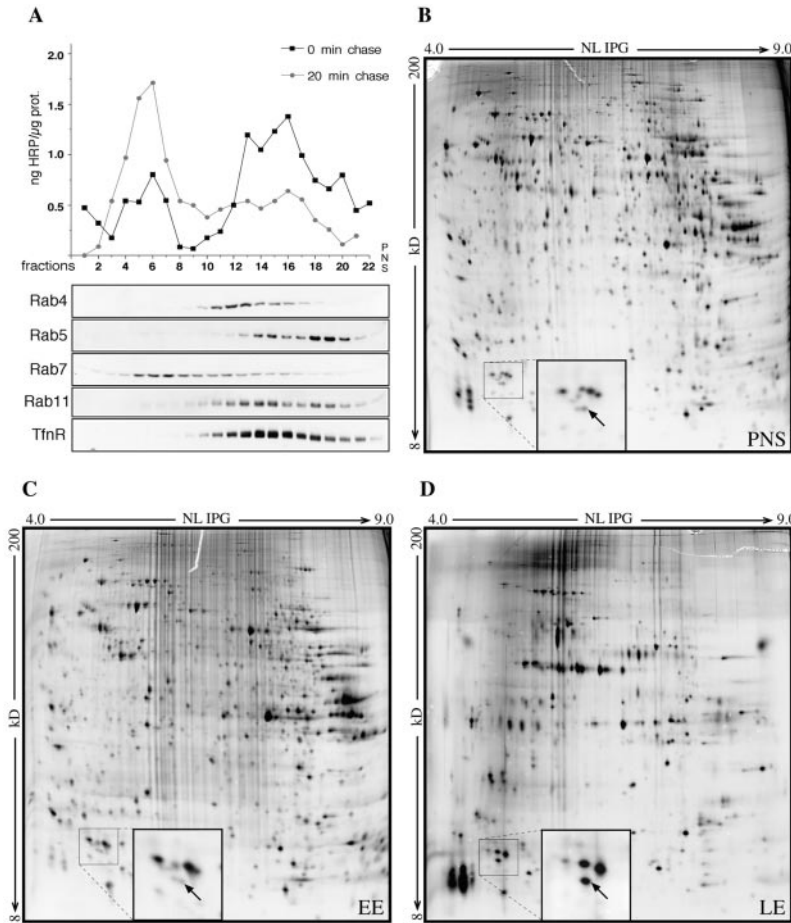 A
2.0
1.5
1.0
0.5
ng HRP/µg prot.
0 min chase
20 min chase
fractions
2 4 6 8 10 12 14 16 18 20 22
PNS
Rab4
Rab5
Rab7
Rab11
TfnR
B
4.0 NL IPG 9.0
200
kD
8
PNS
C
4.0 NL IPG 9.0
200
kD
8
EE
D
4.0 NL IPG 9.0
200
kD
8
LE